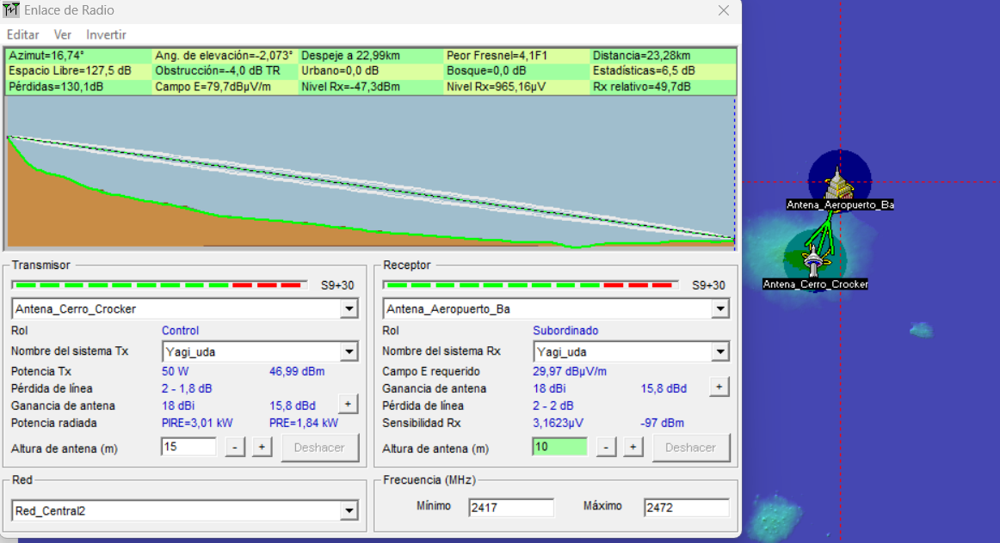 Enlace de Radio
Editar Ver Invertir
Azimut=16,74° Ang. de elevación=-2,073° Despeje a 22,99km Peor Fresnel=4,1F1 Distancia=23,28km
Espacio Libre=127,5 dB Obstrucción=-4,0 dB TR Urbano=0,0 dB Bosque=0,0 dB Estadísticas=6,5 dB
Pérdidas=130,1dB Campo E=79,7dBµV/m Nivel Rx=-47,3dBm Nivel Rx=965,16µV Rx relativo=49,7dB
Transmisor
S9+30
Antena_Cerro_Crocker
Rol Control
Nombre del sistema Tx Yagi_uda
Potencia Tx 50 W 46,99 dBm
Pérdida de línea 2 - 1,8 dB
Ganancia de antena 18 dBi 15,8 dBd +
Potencia radiada PIRE=3,01 kW PRE=1,84 kW
Altura de antena (m) 15 - + Deshacer
Red
Red_Central2
Receptor
S9+30
Antena_Aeropuerto_Ba
Rol Subordinado
Nombre del sistema Rx Yagi_uda
Campo E requerido 29,97 dBµV/m
Ganancia de antena 18 dBi 15,8 dBd +
Pérdida de línea 2 - 2 dB
Sensibilidad Rx 3,1623µV -97 dBm
Altura de antena (m) 10 - + Deshacer
Frecuencia (MHz)
Mínimo 2417 Máximo 2472
Antena_Aeropuerto_Ba
Antena_Cerro_Crocker